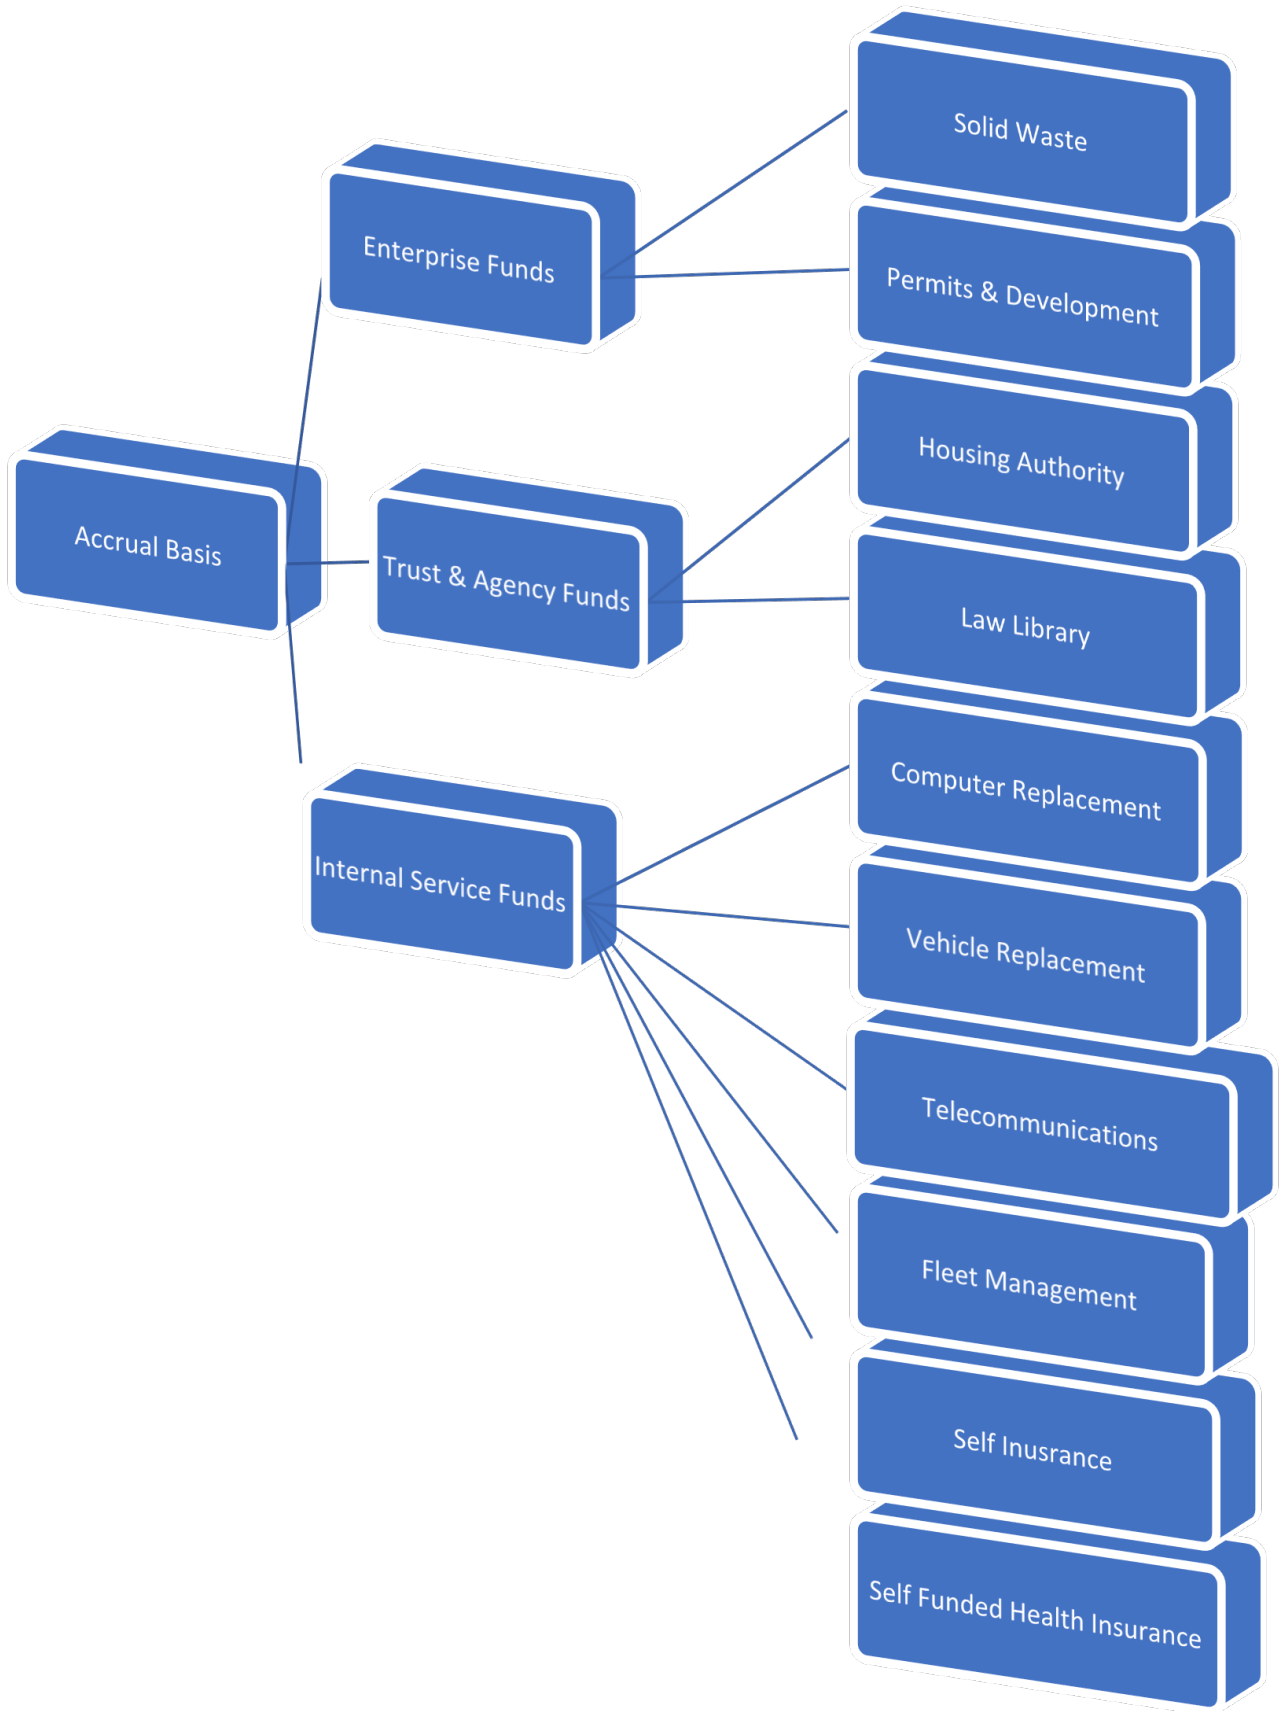 Accrual Basis
Enterprise Funds
Solid Waste
Permits & Development
Trust & Agency Funds
Housing Authority
Law Library
Internal Service Funds
Computer Replacement
Vehicle Replacement
Telecommunications
Fleet Management
Self Inusrance
Self Funded Health Insurance